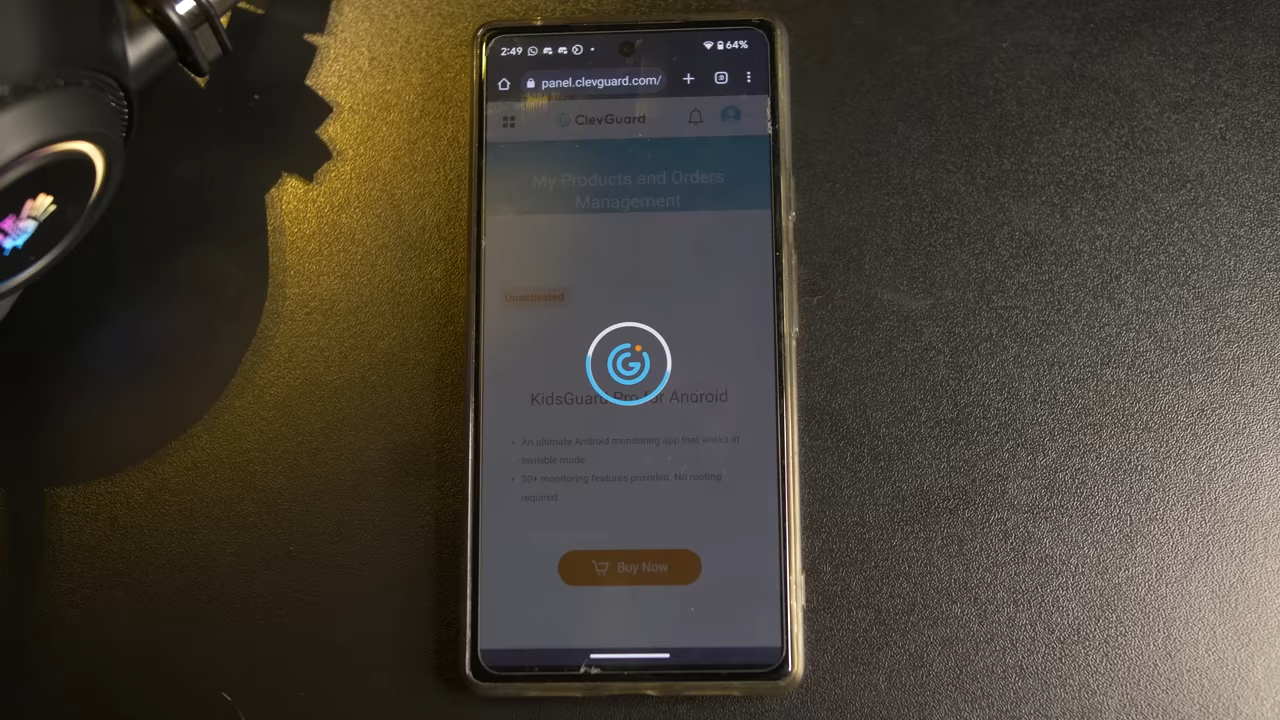 2:49
64%
panel.clevguard.com/
ClevGuard
My Products and Orders
Management
Unactivated
KidsGuard Pro for Android
• An ultimate Android monitoring app that works in
invisible mode
• 30+ monitoring features provided. No rooting
required
Buy Now